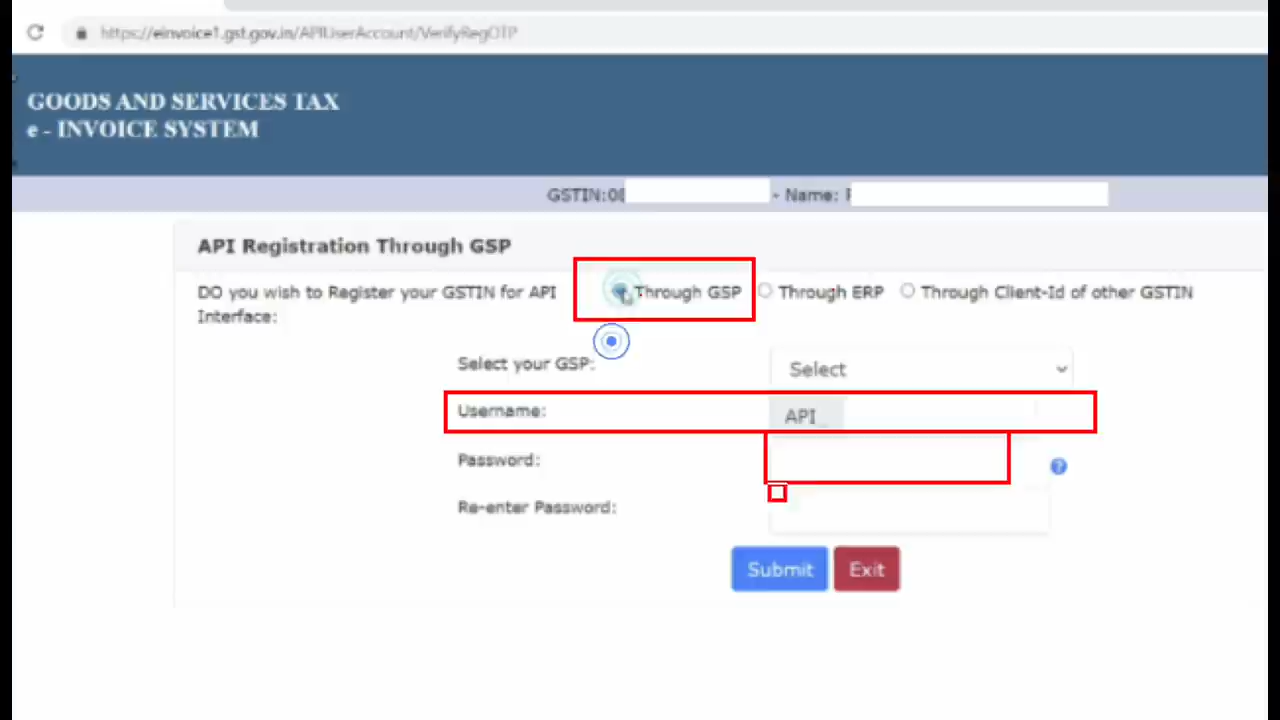 https://einvoice1.gst.gov.in/APIUserAccount/VerifyRegOTP
GOODS AND SERVICES TAX
e - INVOICE SYSTEM
GSTIN:08 - Name:
API Registration Through GSP
DO you wish to Register your GSTIN for API Through GSP Through ERP Through Client-Id of other GSTIN
Interface:
Select your GSP: Select
Username: API_
Password:
Re-enter Password:
Submit Exit